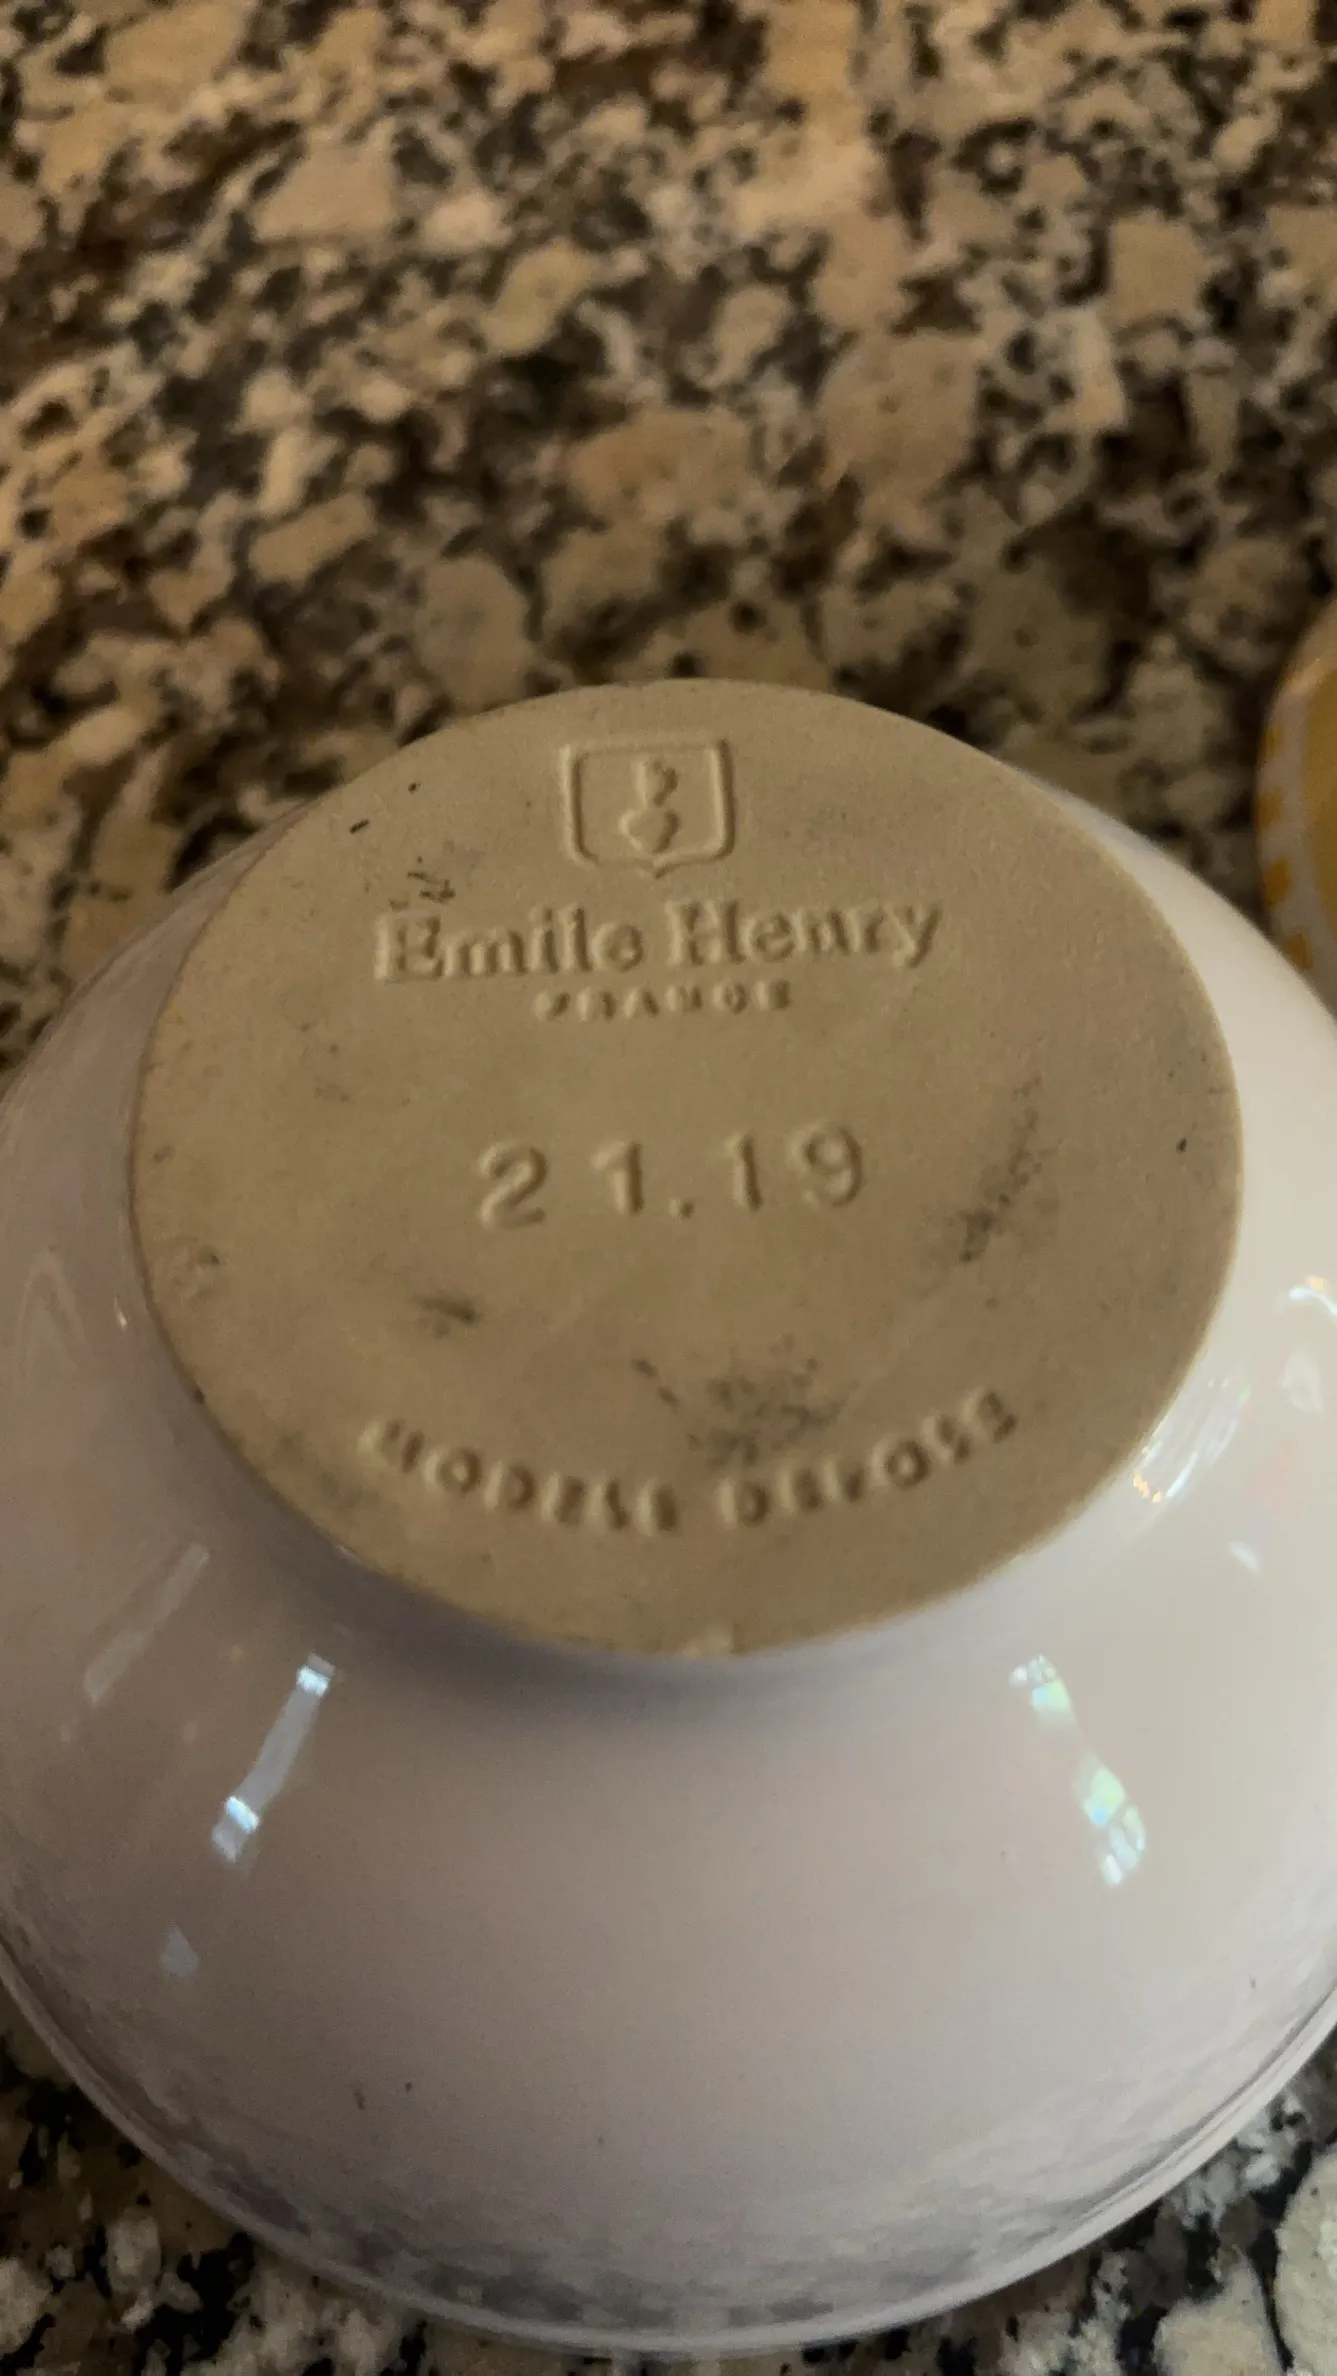 Emile Henry
FRANCE
21.19
MODELE DEPOSE